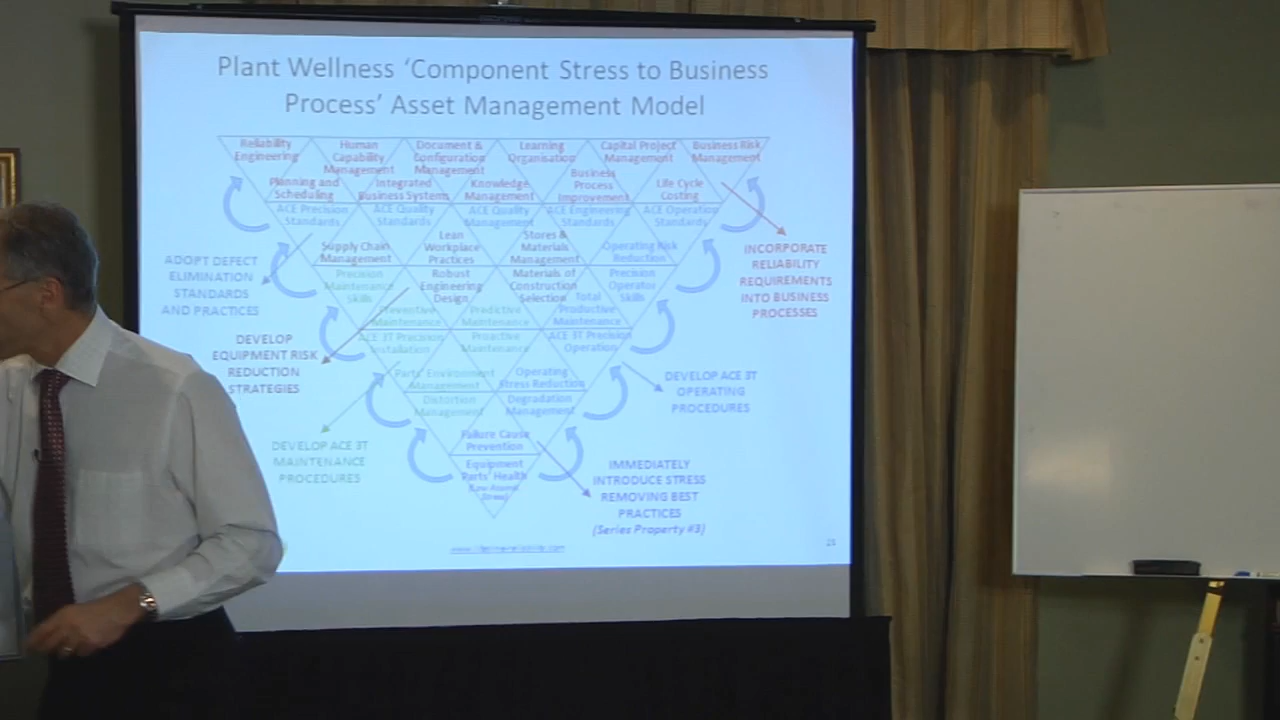 Plant Wellness 'Component Stress to Business
Process' Asset Management Model
Reliability
Engineering
Human
Capability
Management
Document &
Configuration
Management
Learning
Organisation
Capital Project
Management
Business Risk
Management
Planning and
Scheduling
Integrated
Business Systems
Knowledge
Management
Business
Process
Improvement
Life Cycle
Costing
ACE Precision
Standards
ACE Quality
Standards
ACE Quality
Management
ACE Engineering
Standards
ACE Operation
Standards
Supply Chain
Management
Lean
Workplace
Practices
Stores &
Materials
Management
Operating Risk
Reduction
Precision
Maintenance
Skills
Robust
Engineering
Design
Materials of
Construction
Selection
Precision
Operator
Skills
Preventive
Maintenance
Predictive
Maintenance
Total
Productive
Maintenance
ACE 3T Precision
Installation
Proactive
Maintenance
ACE 3T Precision
Operation
Parts' Environment
Management
Operating
Stress Reduction
Distortion
Management
Degradation
Management
Failure Cause
Prevention
Equipment
Parts' Health
ADOPT DEFECT
ELIMINATION
STANDARDS
AND PRACTICES
DEVELOP
EQUIPMENT RISK
REDUCTION
STRATEGIES
DEVELOP ACE 3T
MAINTENANCE
PROCEDURES
INCORPORATE
RELIABILITY
REQUIREMENTS
INTO BUSINESS
PROCESSES
DEVELOP ACE 3T
OPERATING
PROCEDURES
IMMEDIATELY
INTRODUCE STRESS
REMOVING BEST
PRACTICES
(Series Property #3)